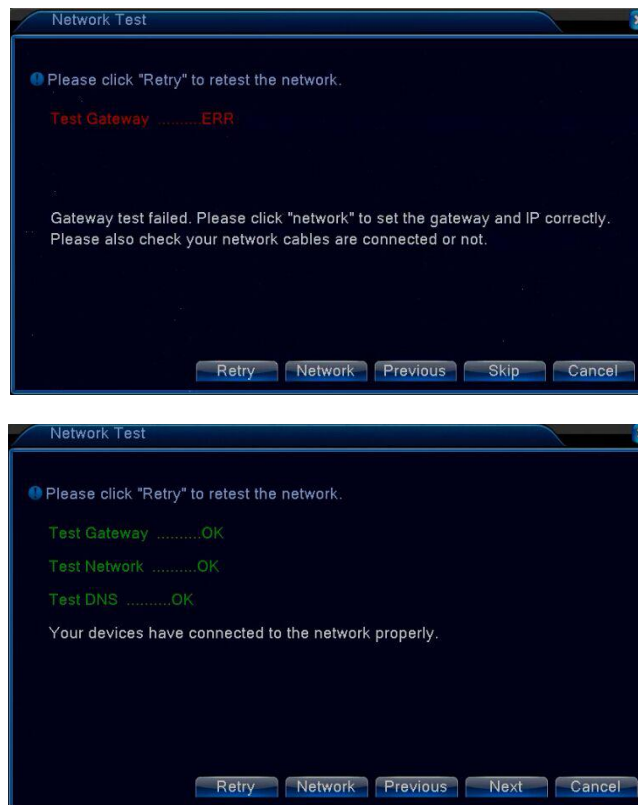 Network Test
Please click "Retry" to retest the network.
Test Gateway ..........ERR
Gateway test failed. Please click "network" to set the gateway and IP correctly.
Please also check your network cables are connected or not.
Retry Network Previous Skip Cancel
Network Test
Please click "Retry" to retest the network.
Test Gateway ..........OK
Test Network ..........OK
Test DNS ..........OK
Your devices have connected to the network properly.
Retry Network Previous Next Cancel